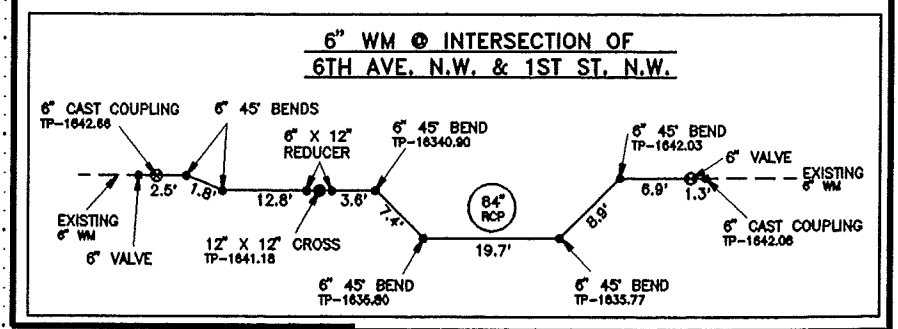 6" WM @ INTERSECTION OF
6TH AVE. N.W. & 1ST ST. N.W.
6" CAST COUPLING
TP-1642.66
6" 45° BENDS
6" X 12"
REDUCER
6" 45° BEND
TP-16340.90
6" 45° BEND
TP-1642.03
6" VALVE
EXISTING
6" WM
2.5'
1.8'
12.8'
3.6'
7.4'
84"
RCP
19.7'
8.9'
6.9'
1.3'
EXISTING
6" WM
6" VALVE
12" X 12" CROSS
TP-1641.18
6" CAST COUPLING
TP-1642.06
6" 45° BEND
TP-1635.80
6" 45° BEND
TP-1635.77